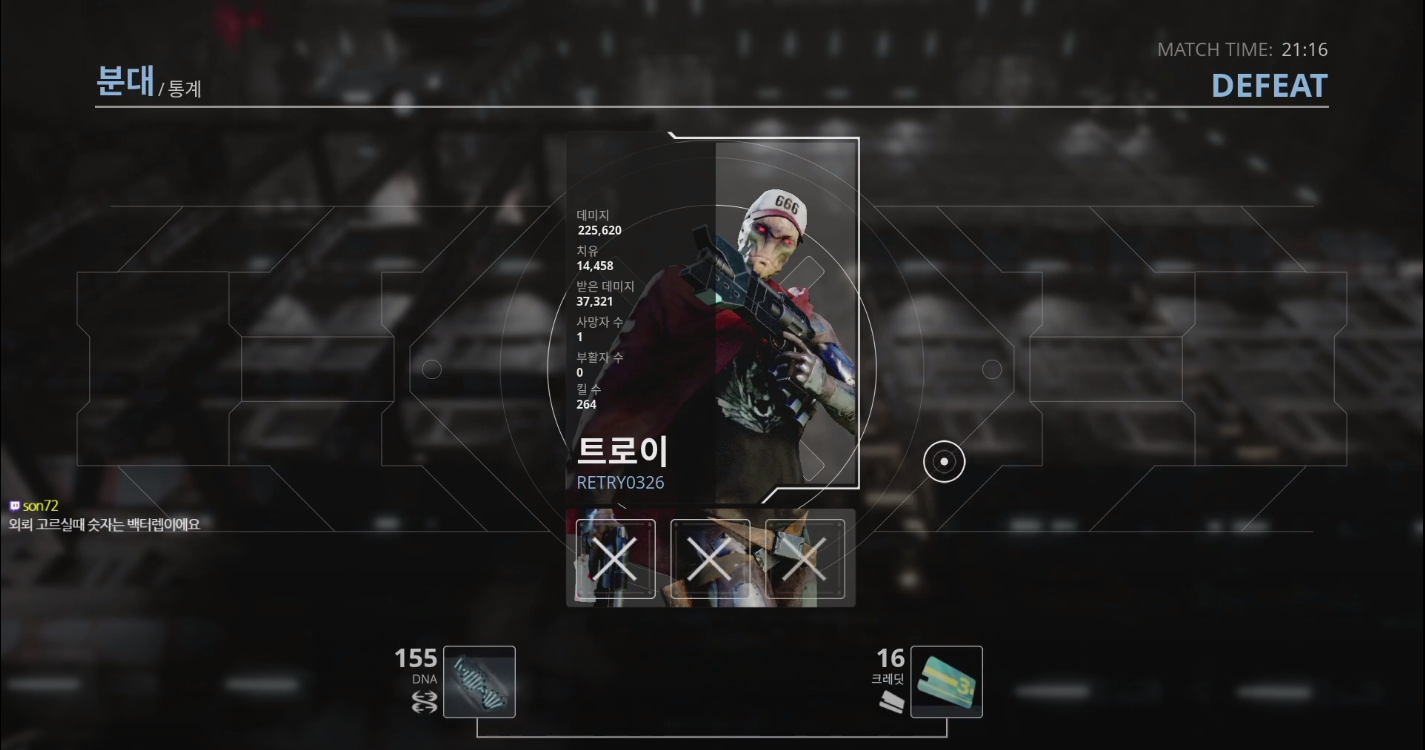 MATCH TIME: 21:16
분대 / 통계
DEFEAT
666
데미지
225,620
치유
14,458
받은 데미지
37,321
사망자 수
1
부활자 수
0
킬 수
264
트로이
RETRY0326
son72
외뢰 고르실때 숫자는 백터렙이에요
155
DNA
16
크레딧
3